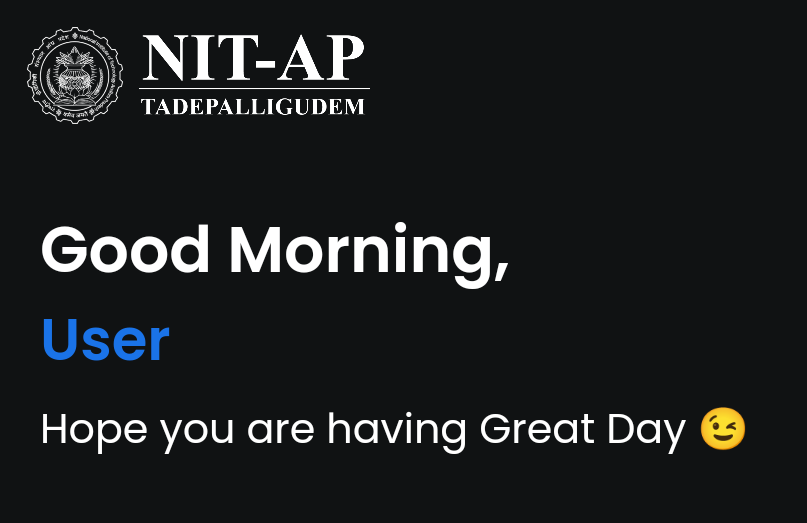 NIT-AP
TADEPALLIGUDEM
Good Morning,
User
Hope you are having Great Day 😉